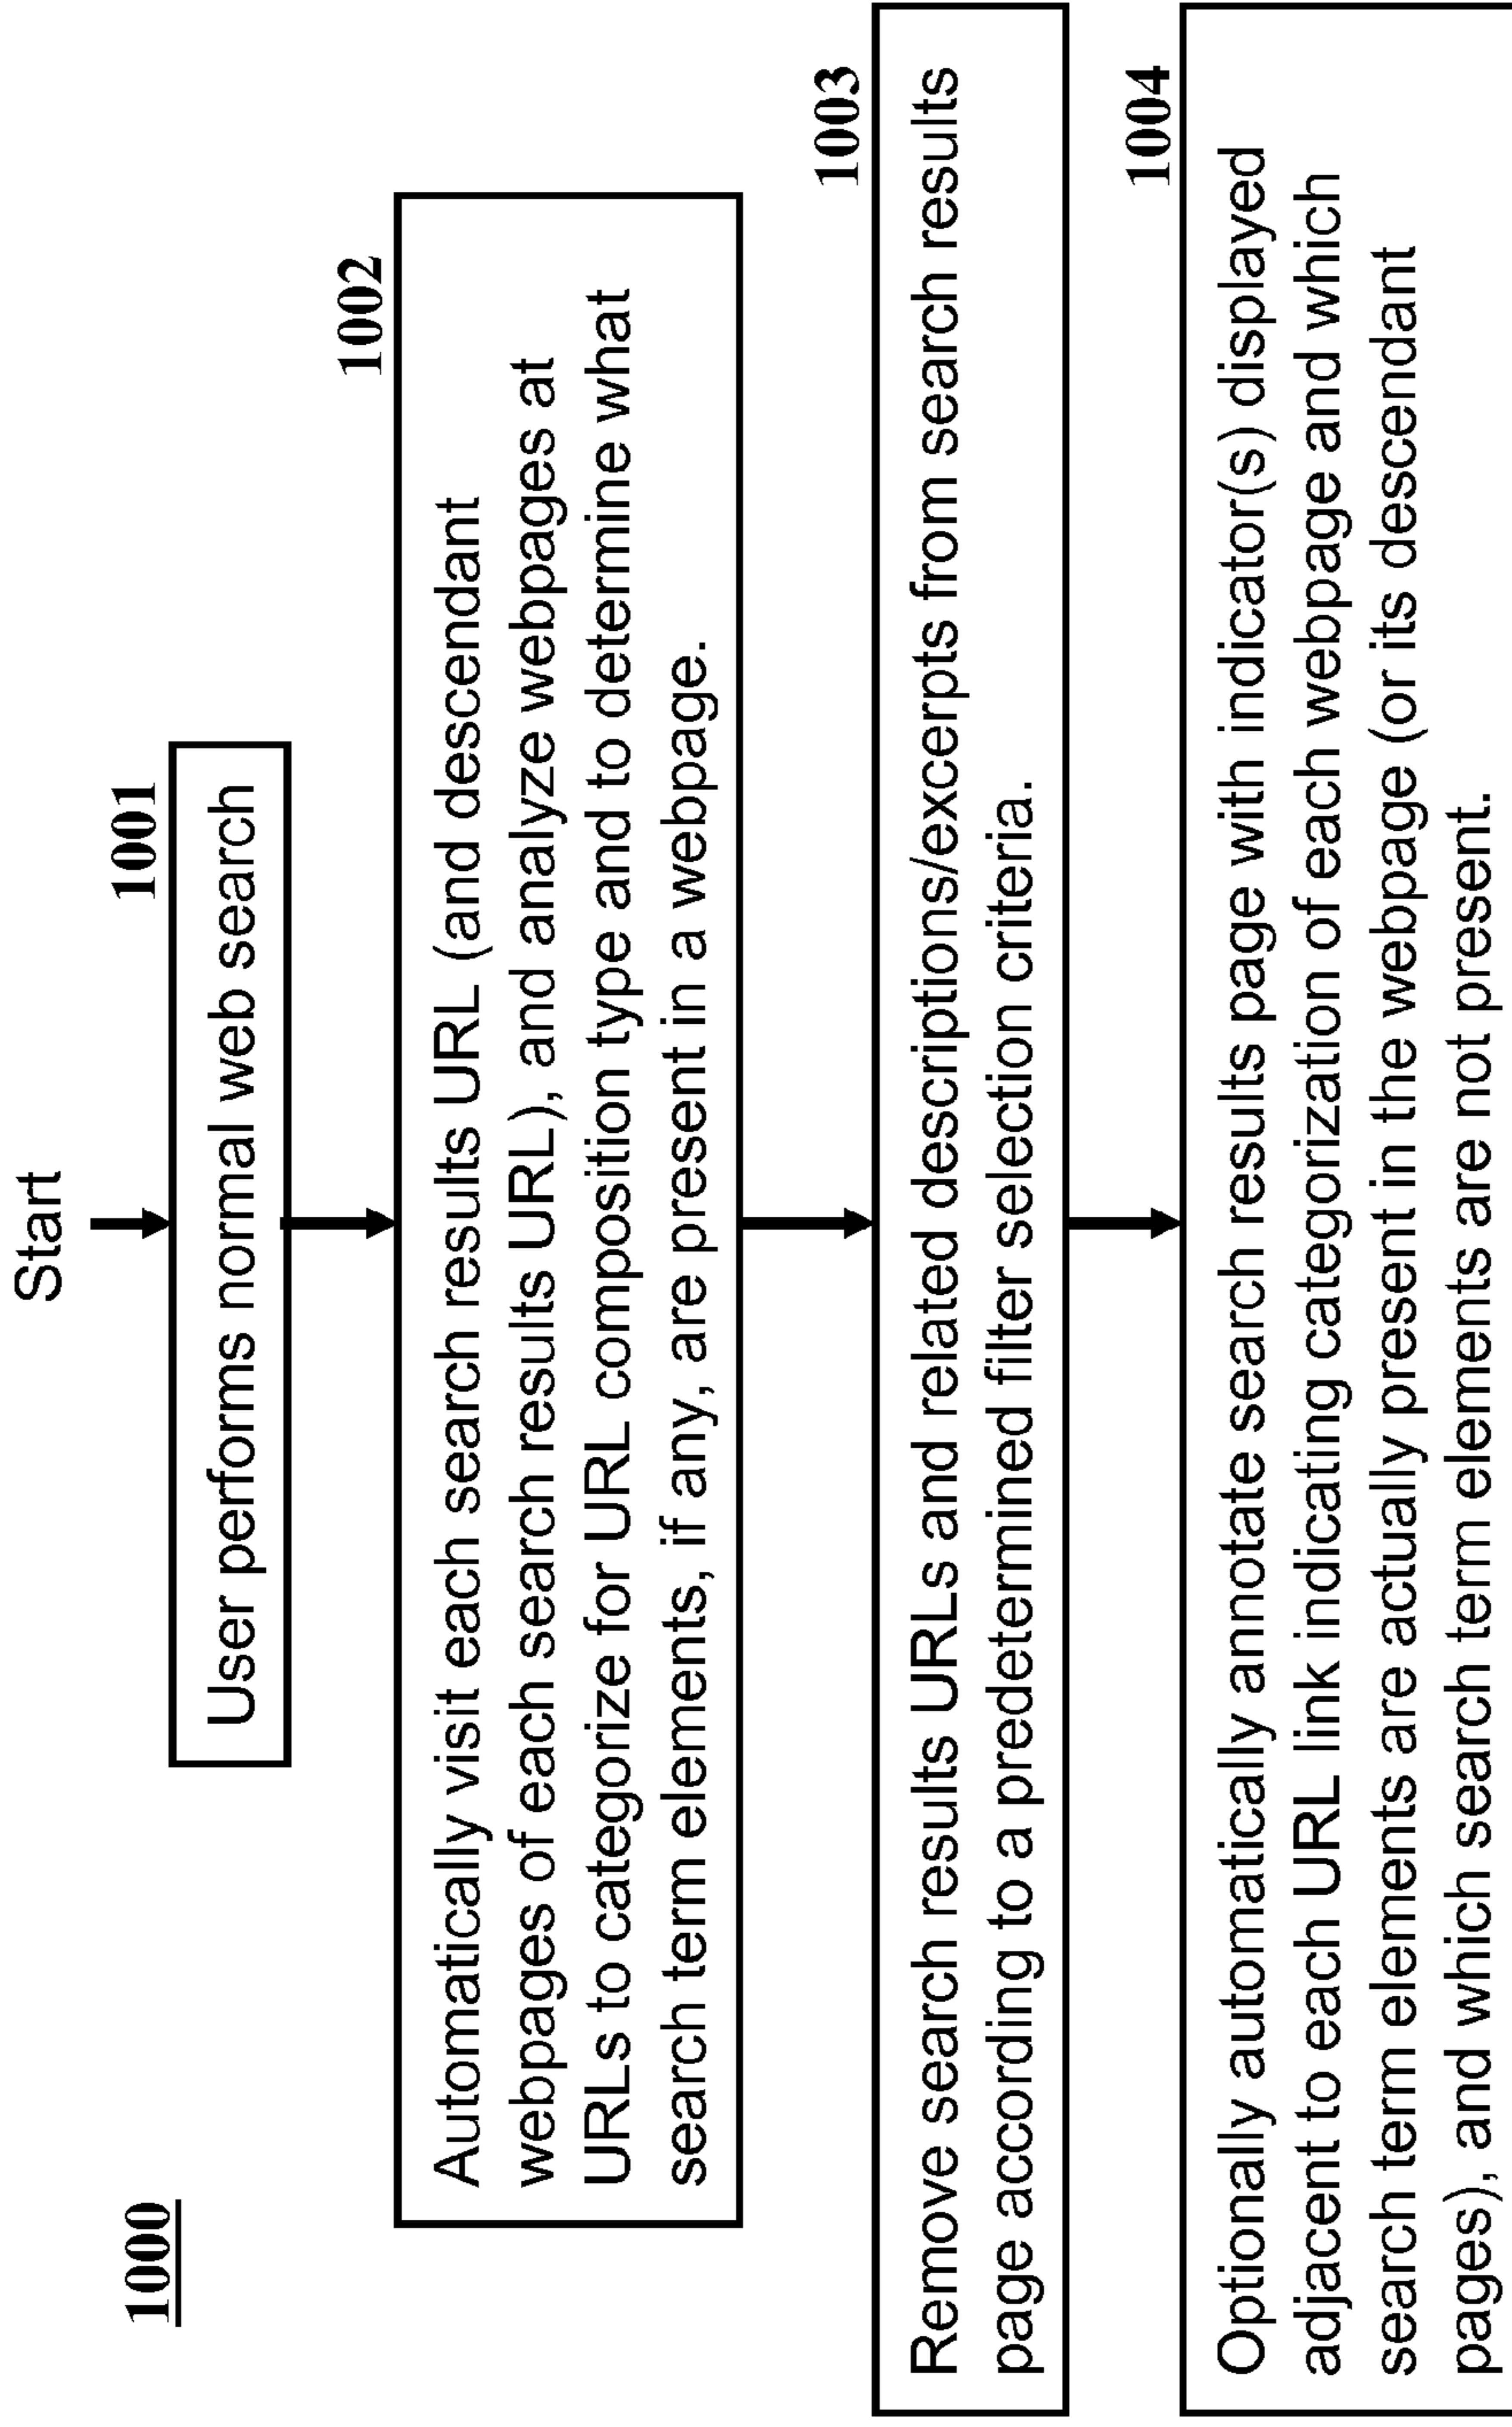 1000
Start
1001
User performs normal web search
1002
Automatically visit each search results URL (and descendant
webpages of each search results URL), and analyze webpages at
URLs to categorize for URL composition type and to determine what
search term elements, if any, are present in a webpage.
1003
Remove search results URLs and related descriptions/excerpts from search results
page according to a predetermined filter selection criteria.
1004
Optionally automatically annotate search results page with indicator(s) displayed
adjacent to each URL link indicating categorization of each webpage and which
search term elements are actually present in the webpage (or its descendant
pages), and which search term elements are not present.